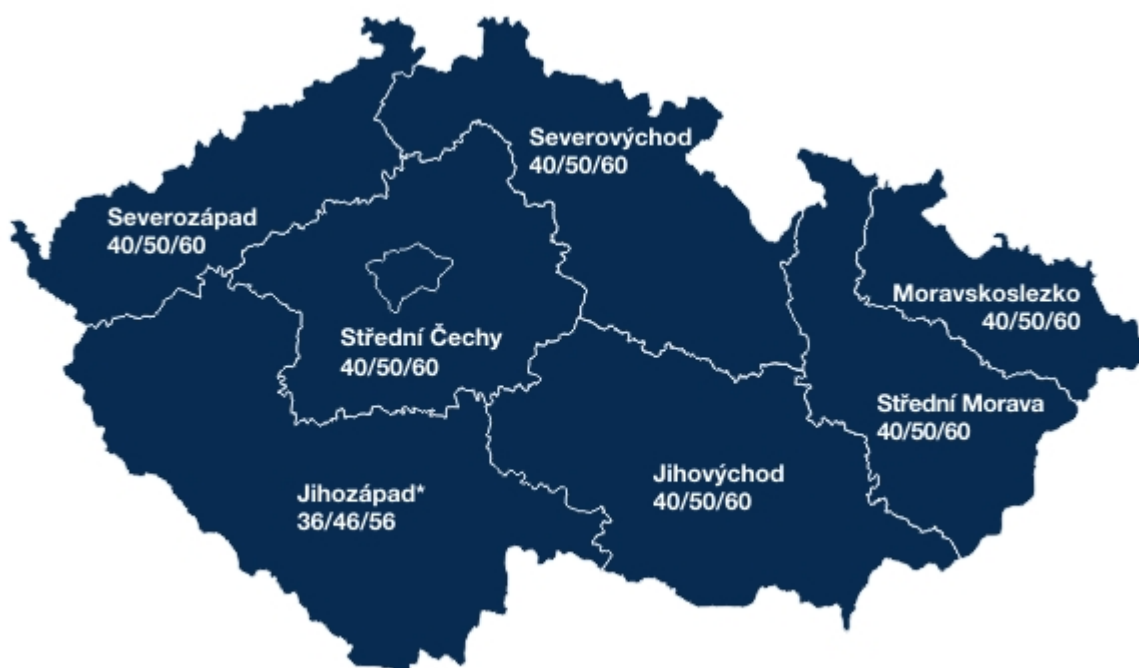 Severovýchod
40/50/60
Severozápad
40/50/60
Moravskoslezko
40/50/60
Střední Čechy
40/50/60
Střední Morava
40/50/60
Jihovýchod
40/50/60
Jihozápad*
36/46/56